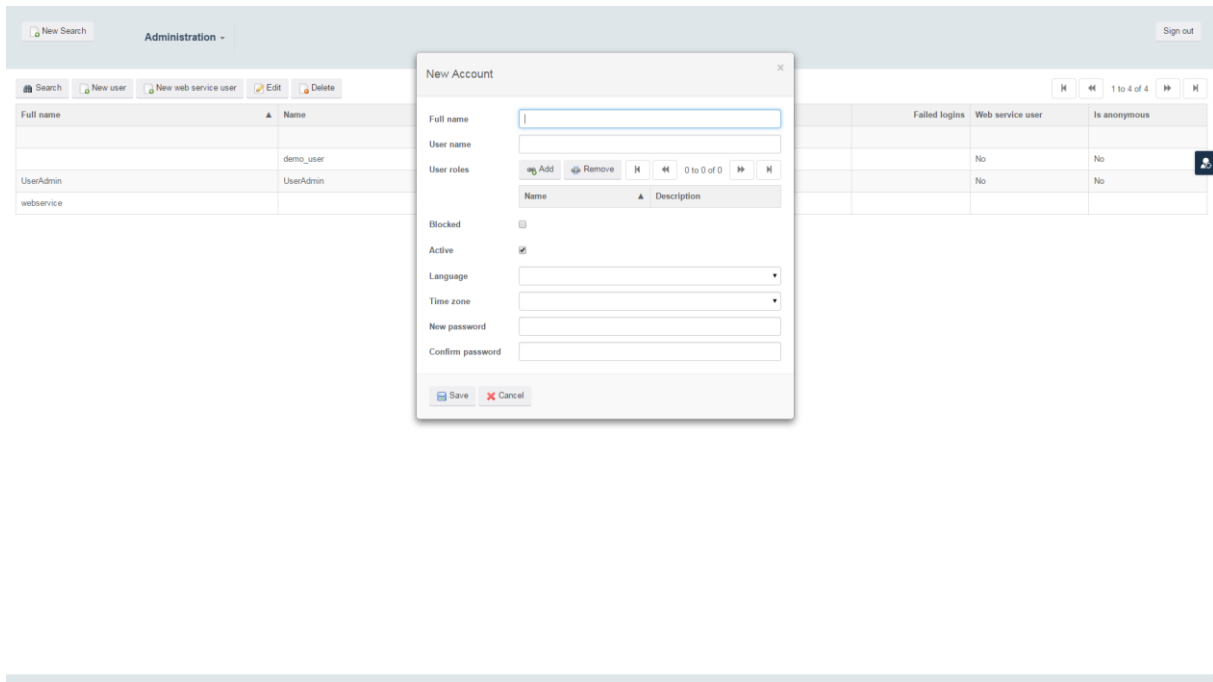 New Search
Administration
Sign out
Search New user New web service user Edit Delete
1 to 4 of 4
Full name Name Failed logins Web service user Is anonymous
demo_user No No
UserAdmin UserAdmin No No
webservice
New Account
Full name
User name
User roles Add Remove 0 to 0 of 0
Name Description
Blocked
Active
Language
Time zone
New password
Confirm password
Save Cancel